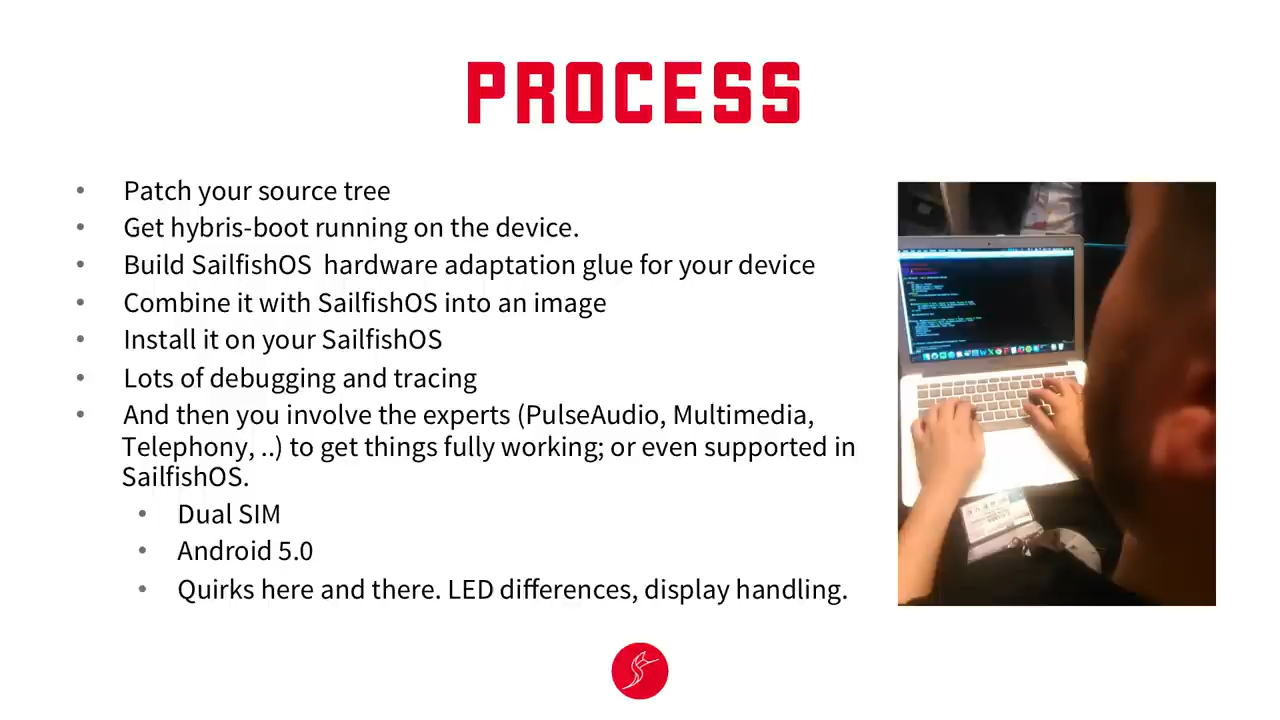 PROCESS
• Patch your source tree
• Get hybris-boot running on the device.
• Build SailfishOS  hardware adaptation glue for your device
• Combine it with SailfishOS into an image
• Install it on your SailfishOS
• Lots of debugging and tracing
• And then you involve the experts (PulseAudio, Multimedia,
Telephony, ..) to get things fully working; or even supported in
SailfishOS.
• Dual SIM
• Android 5.0
• Quirks here and there. LED differences, display handling.